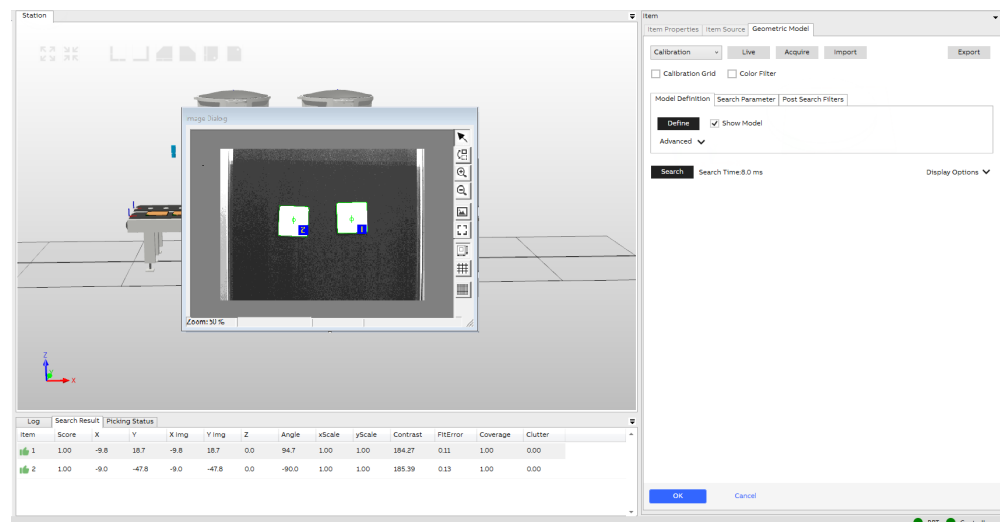 Station
Item
Item Properties Item Source Geometric Model
Calibration Live Acquire Import Export
Calibration Grid Color Filter
Model Definition Search Parameter Post Search Filters
Define Show Model
Advanced
Search Search Time:8.0 ms Display Options
Image Dialog
2 1
Zoom: 50 %
Z
Y
X
Log Search Result Picking Status
Item Score X Y X Img Y Img Z Angle xScale yScale Contrast FitError Coverage Clutter
1 1.00 -9.8 18.7 -9.8 18.7 0.0 94.7 1.00 1.00 184.27 0.11 1.00 0.00
2 1.00 -9.0 -47.8 -9.0 -47.8 0.0 -90.0 1.00 1.00 185.39 0.13 1.00 0.00
OK Cancel